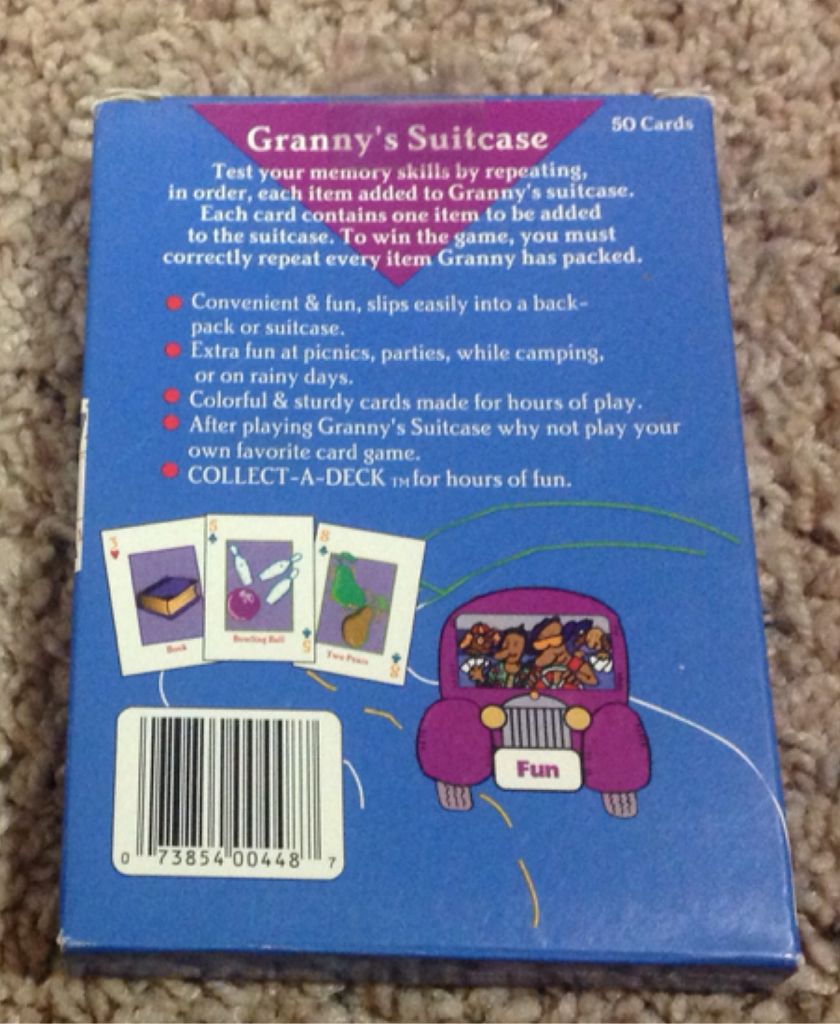 Granny's Suitcase
50 Cards
Test your memory skills by repeating,
in order, each item added to Granny's suitcase.
Each card contains one item to be added
to the suitcase. To win the game, you must
correctly repeat every item Granny has packed.
Convenient & fun, slips easily into a back-
pack or suitcase.
Extra fun at picnics, parties, while camping,
or on rainy days.
Colorful & sturdy cards made for hours of play.
After playing Granny's Suitcase why not play your
own favorite card game.
COLLECT-A-DECK TM for hours of fun.
3
Book
5
Bowling Ball
5
8
Two Pears
8
Fun
0 73854 00448 7